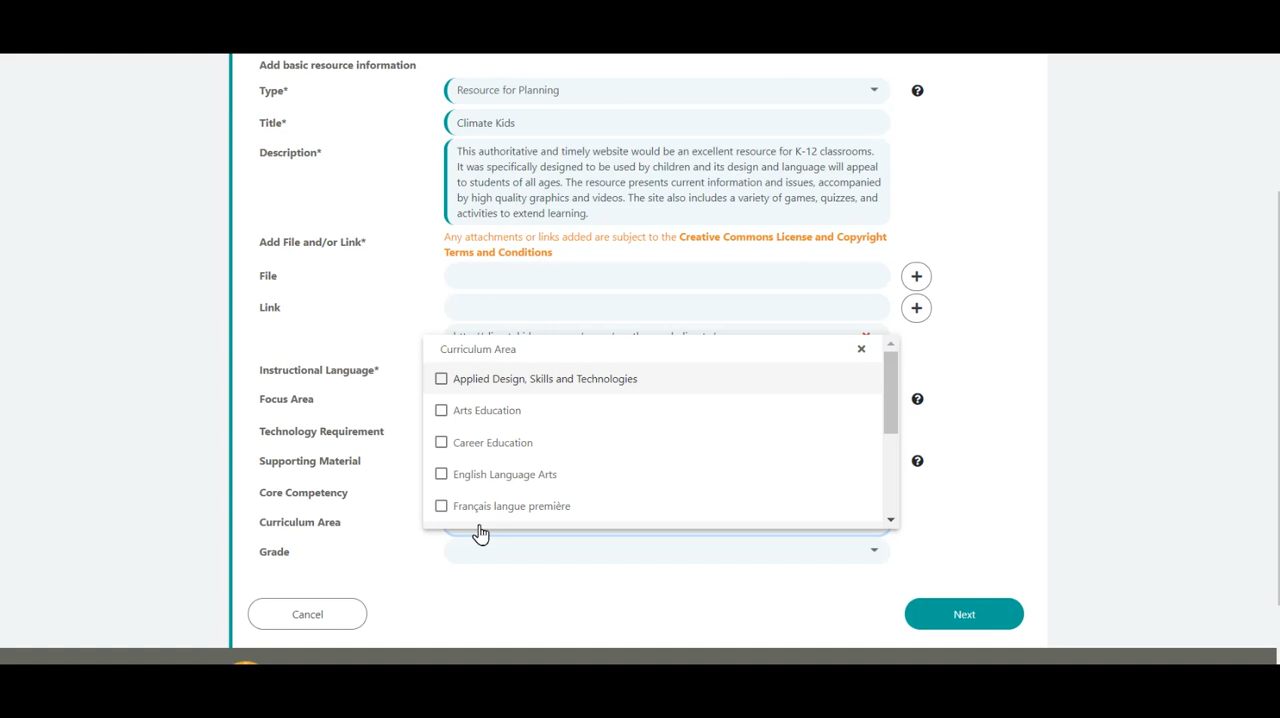 Add basic resource information
Type*
Resource for Planning
Title*
Climate Kids
Description*
This authoritative and timely website would be an excellent resource for K-12 classrooms.
It was specifically designed to be used by children and its design and language will appeal
to students of all ages. The resource presents current information and issues, accompanied
by high quality graphics and videos. The site also includes a variety of games, quizzes, and
activities to extend learning.
Add File and/or Link*
Any attachments or links added are subject to the Creative Commons License and Copyright
Terms and Conditions
File
Link
Curriculum Area
Instructional Language*
Applied Design, Skills and Technologies
Focus Area
Arts Education
Technology Requirement
Career Education
Supporting Material
English Language Arts
Core Competency
Français langue première
Curriculum Area
Grade
Cancel
Next